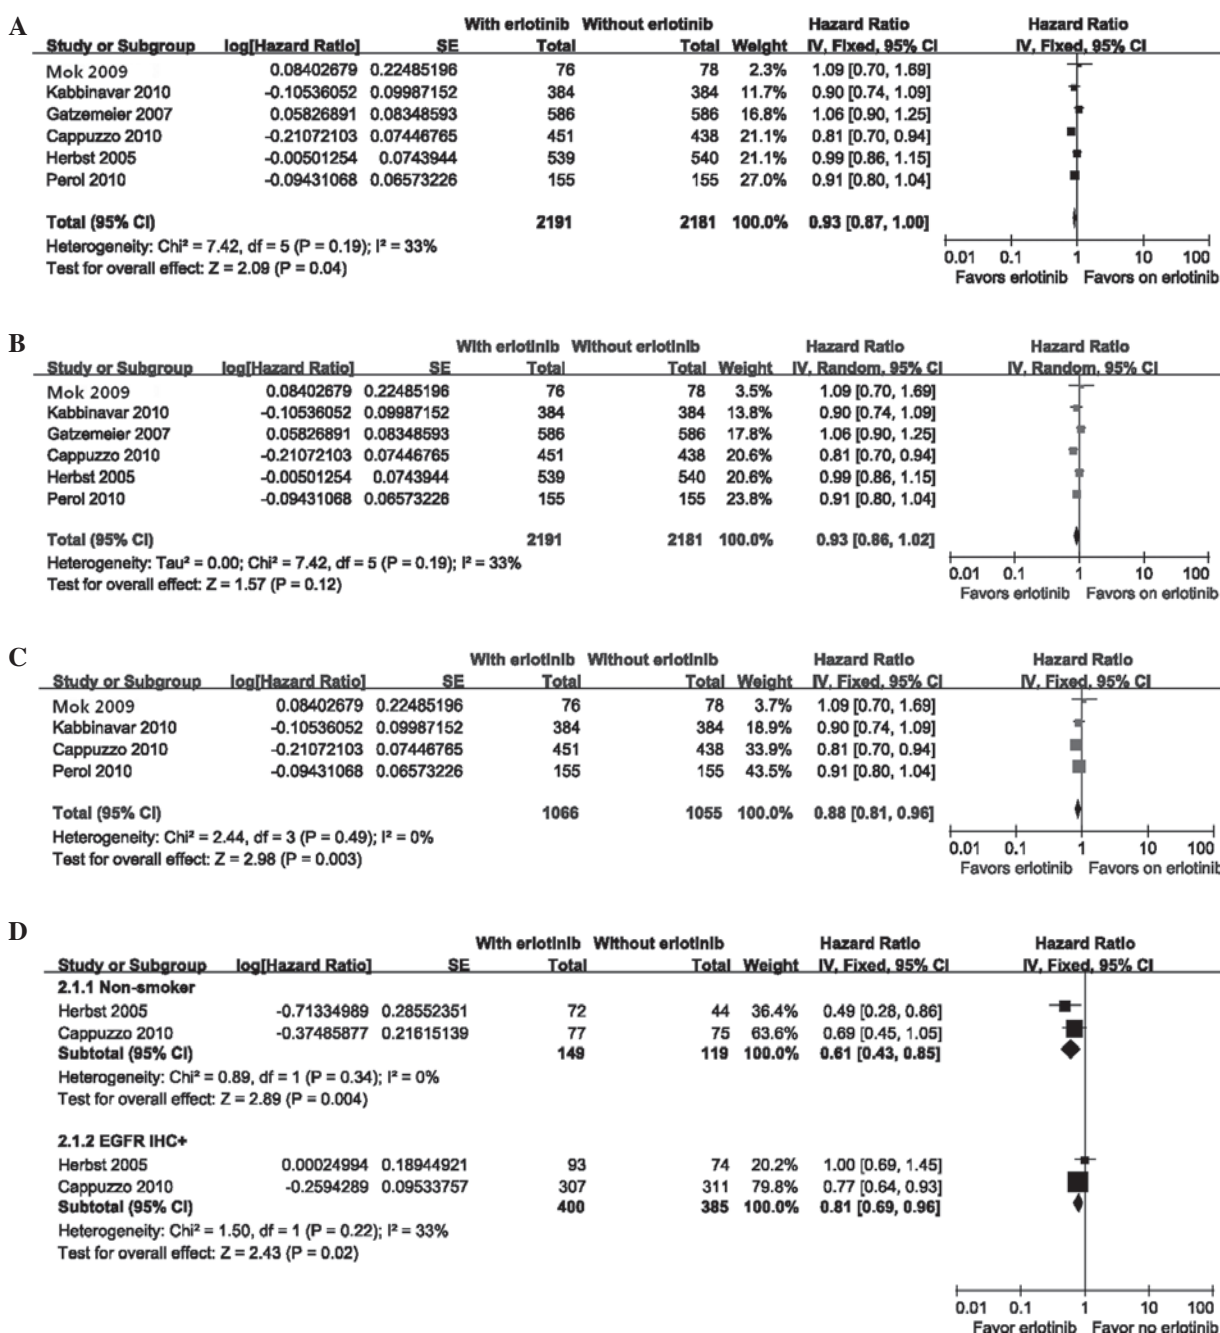 A
With erlotinib Without erlotinib Hazard Ratio Hazard Ratio
Study or Subgroup log[Hazard Ratio] SE Total Total Weight IV, Fixed, 95% CI IV, Fixed, 95% CI
Mok 2009 0.08402679 0.22485196 76 78 2.3% 1.09 [0.70, 1.69]
Kabbinavar 2010 -0.10536052 0.09987152 384 384 11.7% 0.90 [0.74, 1.09]
Gatzemeier 2007 0.05826891 0.08348593 586 586 16.8% 1.06 [0.90, 1.25]
Cappuzzo 2010 -0.21072103 0.07446765 451 438 21.1% 0.81 [0.70, 0.94]
Herbst 2005 -0.00501254 0.0743944 539 540 21.1% 0.99 [0.86, 1.15]
Perol 2010 -0.09431068 0.06573226 155 155 27.0% 0.91 [0.80, 1.04]
Total (95% CI) 2191 2181 100.0% 0.93 [0.87, 1.00]
Heterogeneity: Chi² = 7.42, df = 5 (P = 0.19); I² = 33%
Test for overall effect: Z = 2.09 (P = 0.04)
0.01 0.1 1 10 100
Favors erlotinib Favors on erlotinib
B
With erlotinib Without erlotinib Hazard Ratio Hazard Ratio
Study or Subgroup log[Hazard Ratio] SE Total Total Weight IV, Random, 95% CI IV, Random, 95% CI
Mok 2009 0.08402679 0.22485196 76 78 3.5% 1.09 [0.70, 1.69]
Kabbinavar 2010 -0.10536052 0.09987152 384 384 13.8% 0.90 [0.74, 1.09]
Gatzemeier 2007 0.05826891 0.08348593 586 586 17.8% 1.06 [0.90, 1.25]
Cappuzzo 2010 -0.21072103 0.07446765 451 438 20.6% 0.81 [0.70, 0.94]
Herbst 2005 -0.00501254 0.0743944 539 540 20.6% 0.99 [0.86, 1.15]
Perol 2010 -0.09431068 0.06573226 155 155 23.8% 0.91 [0.80, 1.04]
Total (95% CI) 2191 2181 100.0% 0.93 [0.86, 1.02]
Heterogeneity: Tau² = 0.00; Chi² = 7.42, df = 5 (P = 0.19); I² = 33%
Test for overall effect: Z = 1.57 (P = 0.12)
0.01 0.1 1 10 100
Favors erlotinib Favors on erlotinib
C
With erlotinib Without erlotinib Hazard Ratio Hazard Ratio
Study or Subgroup log[Hazard Ratio] SE Total Total Weight IV, Fixed, 95% CI IV, Fixed, 95% CI
Mok 2009 0.08402679 0.22485196 76 78 3.7% 1.09 [0.70, 1.69]
Kabbinavar 2010 -0.10536052 0.09987152 384 384 18.9% 0.90 [0.74, 1.09]
Cappuzzo 2010 -0.21072103 0.07446765 451 438 33.9% 0.81 [0.70, 0.94]
Perol 2010 -0.09431068 0.06573226 155 155 43.5% 0.91 [0.80, 1.04]
Total (95% CI) 1066 1055 100.0% 0.88 [0.81, 0.96]
Heterogeneity: Chi² = 2.44, df = 3 (P = 0.49); I² = 0%
Test for overall effect: Z = 2.98 (P = 0.003)
0.01 0.1 1 10 100
Favors erlotinib Favors on erlotinib
D
With erlotinib Without erlotinib Hazard Ratio Hazard Ratio
Study or Subgroup log[Hazard Ratio] SE Total Total Weight IV, Fixed, 95% CI IV, Fixed, 95% CI
2.1.1 Non-smoker
Herbst 2005 -0.71334989 0.28552351 72 44 36.4% 0.49 [0.28, 0.86]
Cappuzzo 2010 -0.37485877 0.21615139 77 75 63.6% 0.69 [0.45, 1.05]
Subtotal (95% CI) 149 119 100.0% 0.61 [0.43, 0.85]
Heterogeneity: Chi² = 0.89, df = 1 (P = 0.34); I² = 0%
Test for overall effect: Z = 2.89 (P = 0.004)
2.1.2 EGFR IHC+
Herbst 2005 0.00024994 0.18944921 93 74 20.2% 1.00 [0.69, 1.45]
Cappuzzo 2010 -0.2594289 0.09533757 307 311 79.8% 0.77 [0.64, 0.93]
Subtotal (95% CI) 400 385 100.0% 0.81 [0.69, 0.96]
Heterogeneity: Chi² = 1.50, df = 1 (P = 0.22); I² = 33%
Test for overall effect: Z = 2.43 (P = 0.02)
0.01 0.1 1 10 100
Favor erlotinib Favor no erlotinib